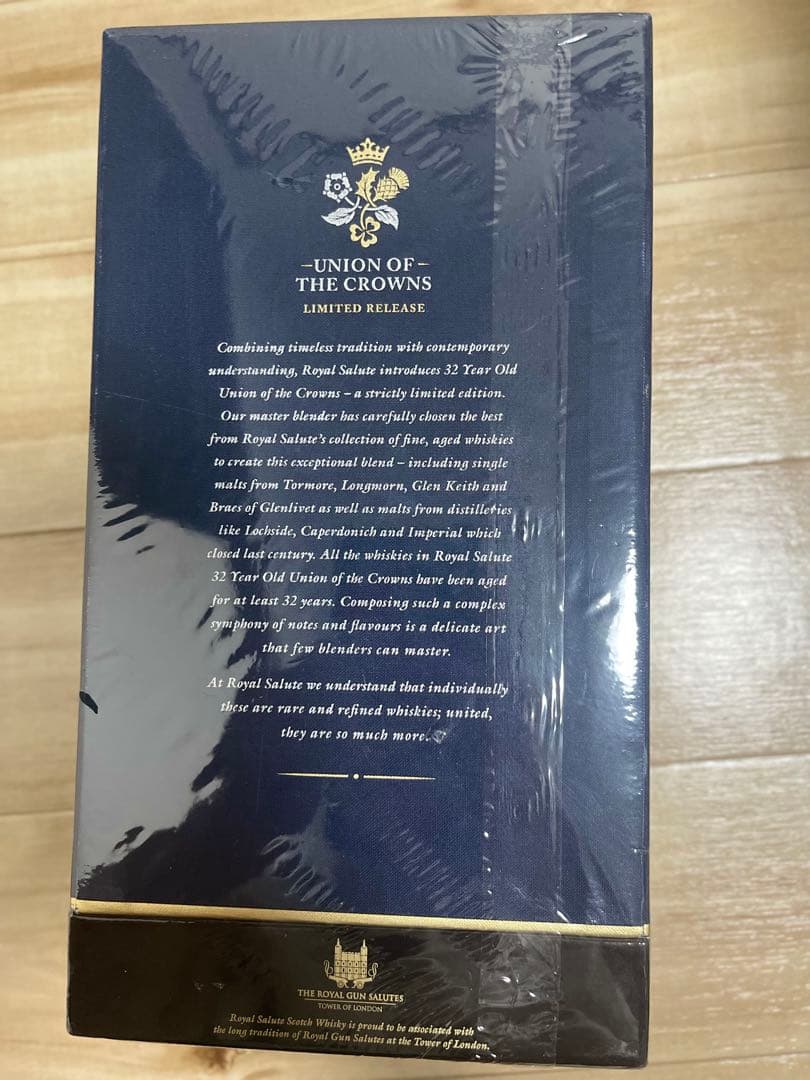 –UNION OF–
THE CROWNS
LIMITED RELEASE
Combining timeless tradition with contemporary
understanding, Royal Salute introduces 32 Year Old
Union of the Crowns – a strictly limited edition.
Our master blender has carefully chosen the best
from Royal Salute's collection of fine, aged whiskies
to create this exceptional blend – including single
malts from Tormore, Longmorn, Glen Keith and
Braes of Glenlivet as well as malts from distilleries
like Lochside, Caperdonich and Imperial which
closed last century. All the whiskies in Royal Salute
32 Year Old Union of the Crowns have been aged
for at least 32 years. Composing such a complex
symphony of notes and flavours is a delicate art
that few blenders can master.
At Royal Salute we understand that individually
these are rare and refined whiskies; united,
they are so much more.
THE ROYAL GUN SALUTES
TOWER OF LONDON
Royal Salute Scotch Whisky is proud to be associated with
the long tradition of Royal Gun Salutes at the Tower of London.